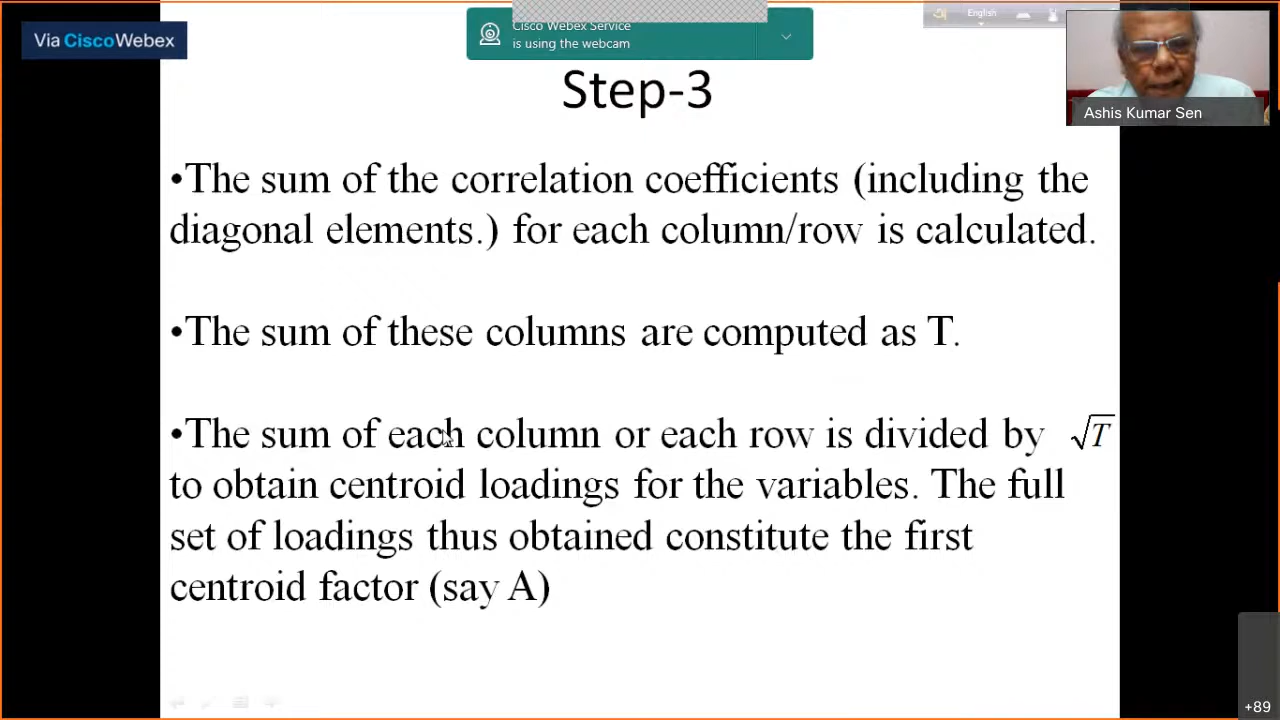 Via CiscoWebex
Cisco Webex Service
is using the webcam
English
Ashis Kumar Sen
Step-3
•The sum of the correlation coefficients (including the
diagonal elements.) for each column/row is calculated.
•The sum of these columns are computed as T.
•The sum of each column or each row is divided by √T
to obtain centroid loadings for the variables. The full
set of loadings thus obtained constitute the first
centroid factor (say A)
+89